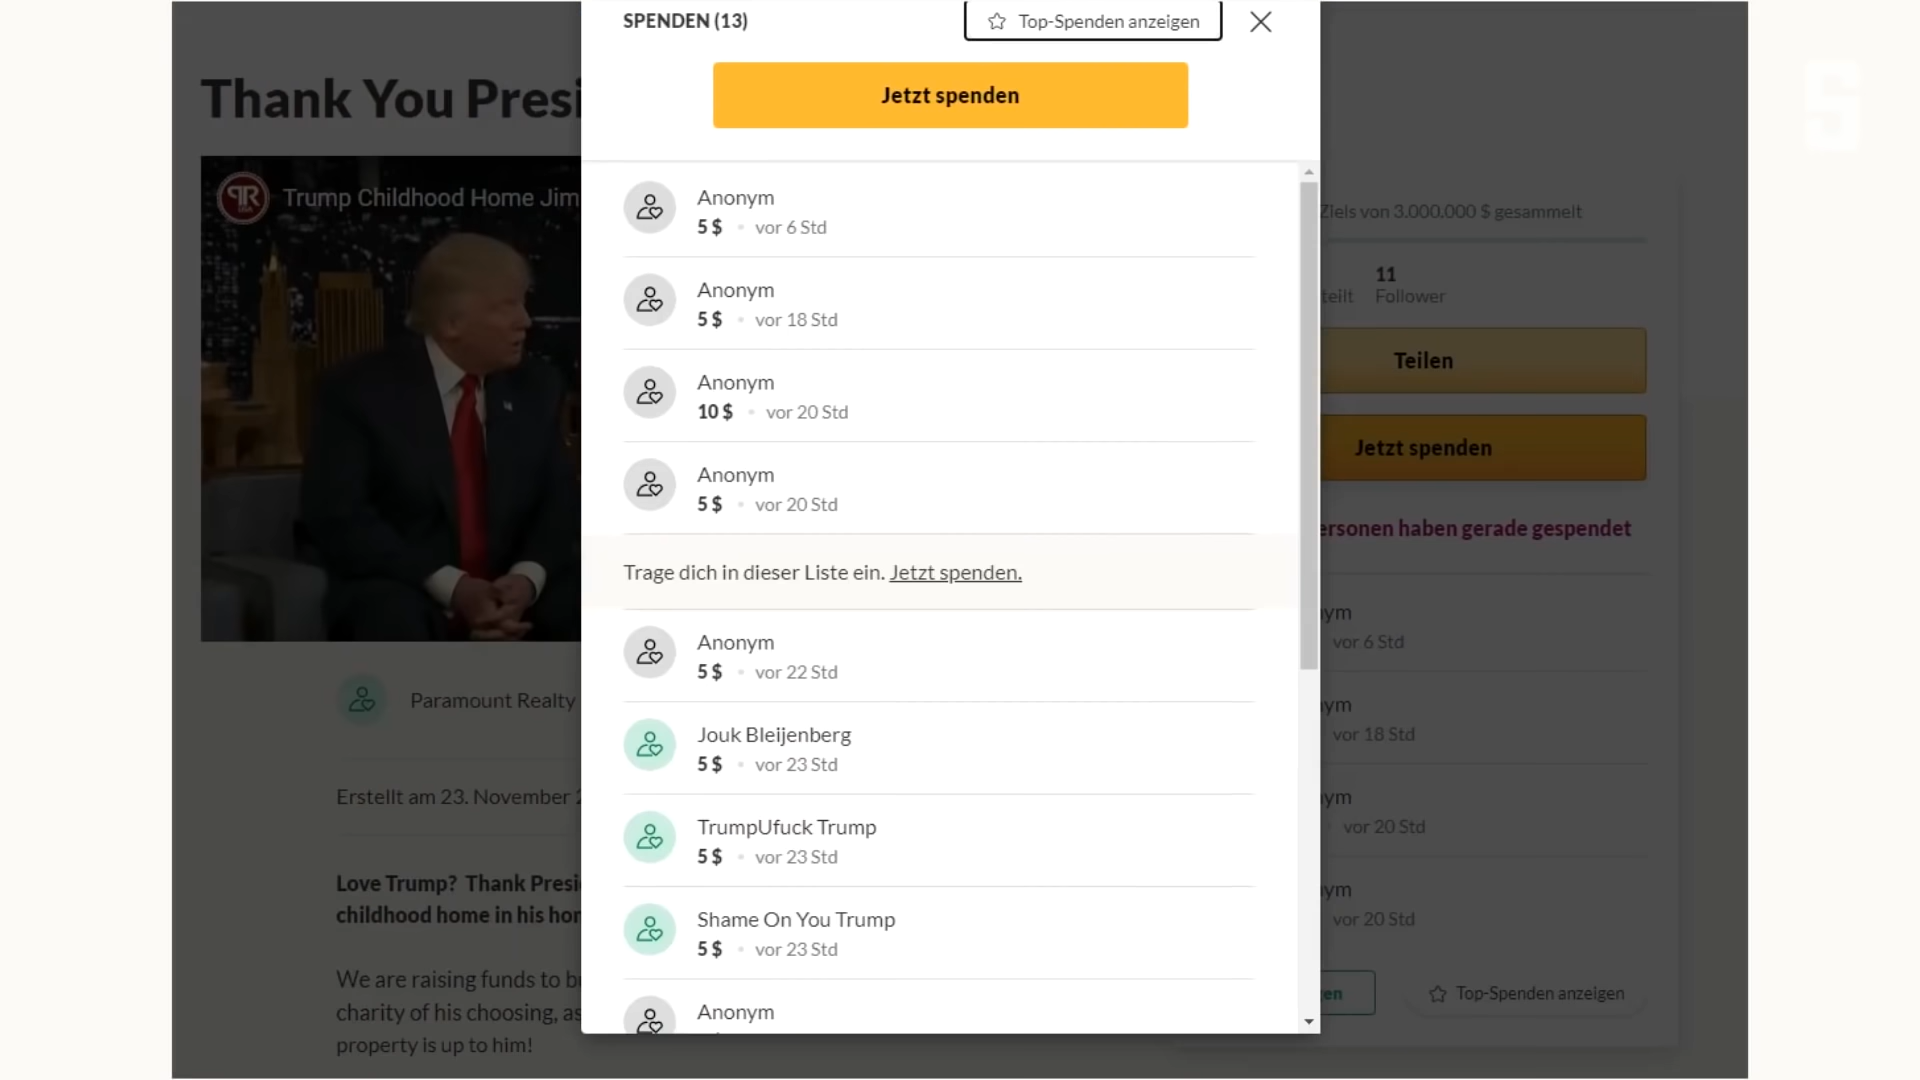 SPENDEN (13)
Top-Spenden anzeigen
Jetzt spenden
Anonym
5 $ • vor 6 Std
Anonym
5 $ • vor 18 Std
Anonym
10 $ • vor 20 Std
Anonym
5 $ • vor 20 Std
Trage dich in dieser Liste ein. Jetzt spenden.
Anonym
5 $ • vor 22 Std
Jouk Bleijenberg
5 $ • vor 23 Std
TrumpUfuck Trump
5 $ • vor 23 Std
Shame On You Trump
5 $ • vor 23 Std
Anonym
Thank You Presi
PR
USA
Trump Childhood Home Jim
Paramount Realty
Erstellt am 23. November
Love Trump? Thank Presi
childhood home in his hon
We are raising funds to b
charity of his choosing, as
property is up to him!
Ziels von 3.000.000 $ gesammelt
11
teilt Follower
Teilen
Jetzt spenden
ersonen haben gerade gespendet
ym
vor 6 Std
ym
vor 18 Std
ym
vor 20 Std
ym
vor 20 Std
en
Top-Spenden anzeigen
S